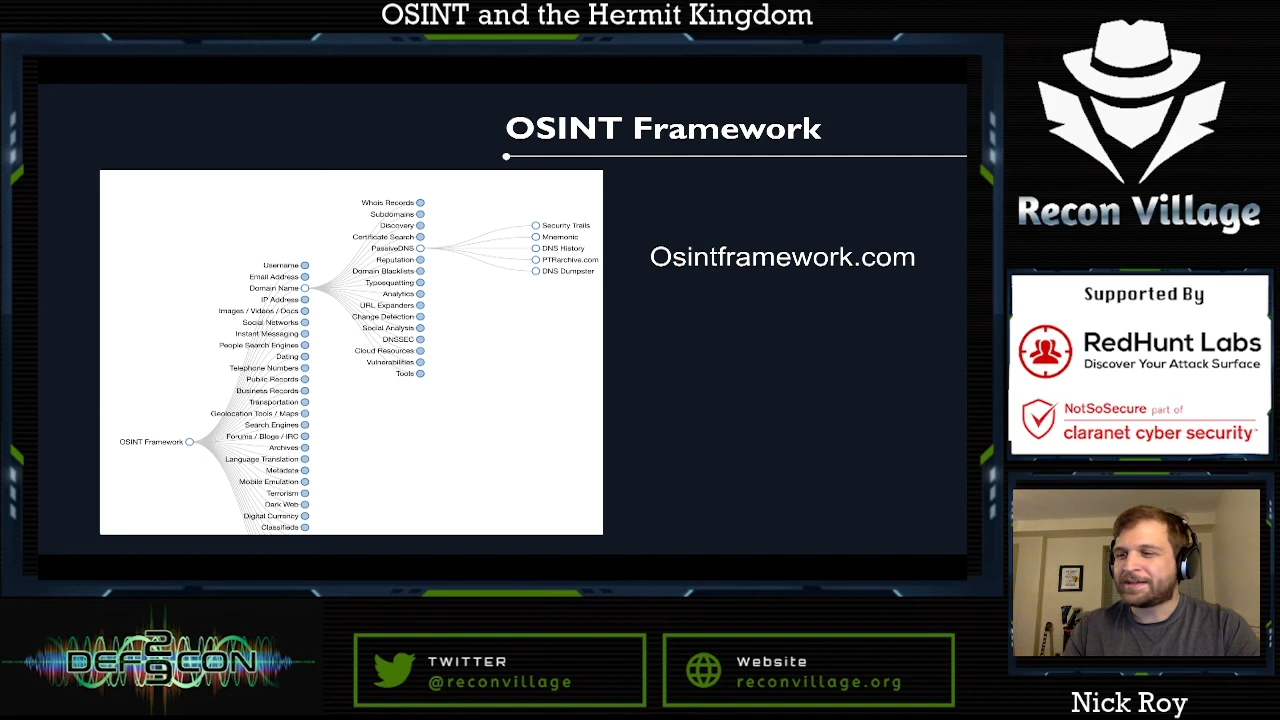 OSINT and the Hermit Kingdom
OSINT Framework
Osintframework.com
Whois Records
Subdomains
Discovery
Certificate Search
PassiveDNS
Reputation
Domain Blacklists
Typosquatting
Analytics
URL Expanders
Change Detection
Social Analysis
DNSSEC
Cloud Resources
Vulnerabilities
Tools
Security Trails
Mnemonic
DNS History
PTRarchive.com
DNS Dumpster
Username
Email Address
Domain Name
IP Address
Images / Videos / Docs
Social Networks
Instant Messaging
People Search Engines
Dating
Telephone Numbers
Public Records
Business Records
Transportation
Geolocation Tools / Maps
Search Engines
Forums / Blogs / IRC
Archives
Language Translation
Metadata
Mobile Emulation
Terrorism
Dark Web
Digital Currency
Classifieds
OSINT Framework
Recon Village
Supported By
RedHunt Labs
Discover Your Attack Surface
NotSoSecure part of
claranet cyber security
DEFCON
29
TWITTER
@reconvillage
Website
reconvillage.org
Nick Roy